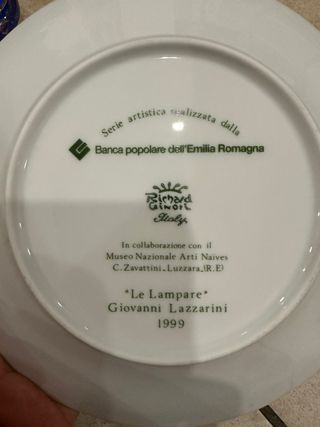 Serie artistica realizzata dalla
Banca popolare dell'Emilia Romagna
Richard
Ginori
Italy.
In collaborazione con il
Museo Nazionale Arti Naives
C. Zavattini - Luzzara (R.E)
"Le Lampare"
Giovanni Lazzarini
1999